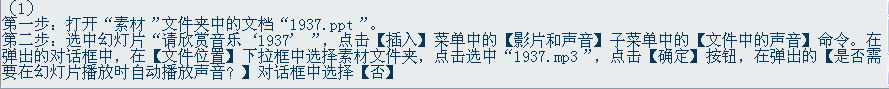 （1）
第一步：打开“素材”文件夹中的文档“1937.ppt”。
第二步：选中幻灯片“请欣赏音乐‘1937’”，点击【插入】菜单中的【影片和声音】子菜单中的【文件中的声音】命令。在
弹出的对话框中，在【文件位置】下拉框中选择素材文件夹，点击选中“1937.mp3”，点击【确定】按钮，在弹出的【是否需
要在幻灯片播放时自动播放声音？】对话框中选择【否】